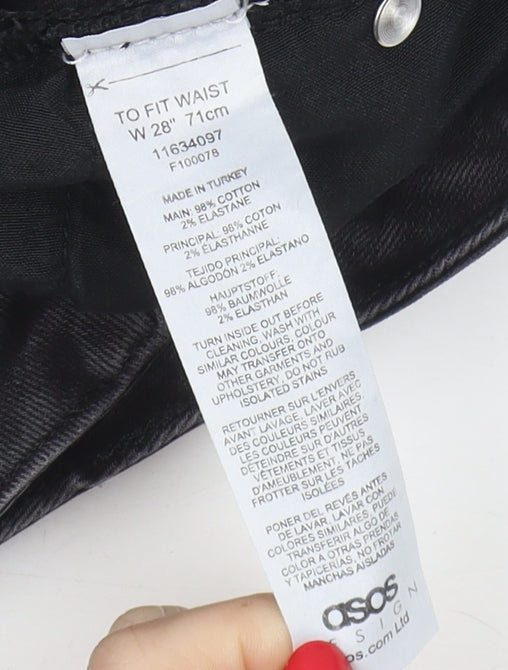 TO FIT WAIST
W 28" 71cm
11634097
F100078
MADE IN TURKEY
MAIN: 98% COTTON
2% ELASTANE
PRINCIPAL: 98% COTON
2% ÉLASTHANNE
TEJIDO PRINCIPAL:
98% ALGODÓN 2% ELASTANO
HAUPTSTOFF:
98% BAUMWOLLE
2% ELASTHAN
TURN INSIDE OUT BEFORE
CLEANING, WASH WITH
SIMILAR COLOURS, COLOUR
MAY TRANSFER ONTO
OTHER GARMENTS AND
UPHOLSTERY, DO NOT RUB
ISOLATED STAINS
RETOURNER SUR L'ENVERS
AVANT LAVAGE, LAVER AVEC
DES COULEURS SIMILAIRES,
LES COULEURS PEUVENT
DÉTEINDRE SUR D'AUTRES
VÊTEMENTS ET TISSUS
D'AMEUBLEMENT, NE PAS
FROTTER SUR LES TACHES
ISOLÉES
PONER DEL REVÉS ANTES
DE LAVAR, LAVAR CON
COLORES SIMILARES, PUEDE
TRANSFERIR ALGO DE
COLOR A OTRAS PRENDAS
Y TAPICERÍAS, NO FROTAR
MANCHAS AISLADAS
asos
ESIGN
os.com Ltd